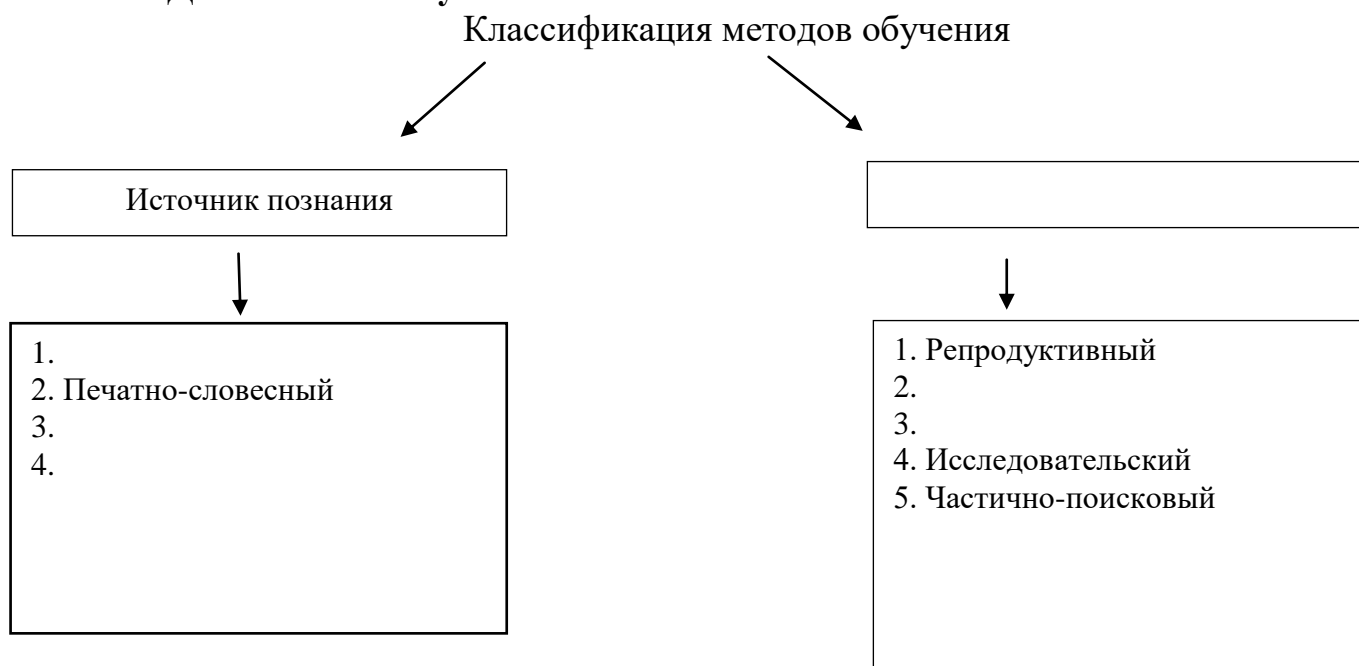 Классификация методов обучения
Источник познания
1.
2. Печатно-словесный
3.
4.
1. Репродуктивный
2.
3.
4. Исследовательский
5. Частично-поисковый